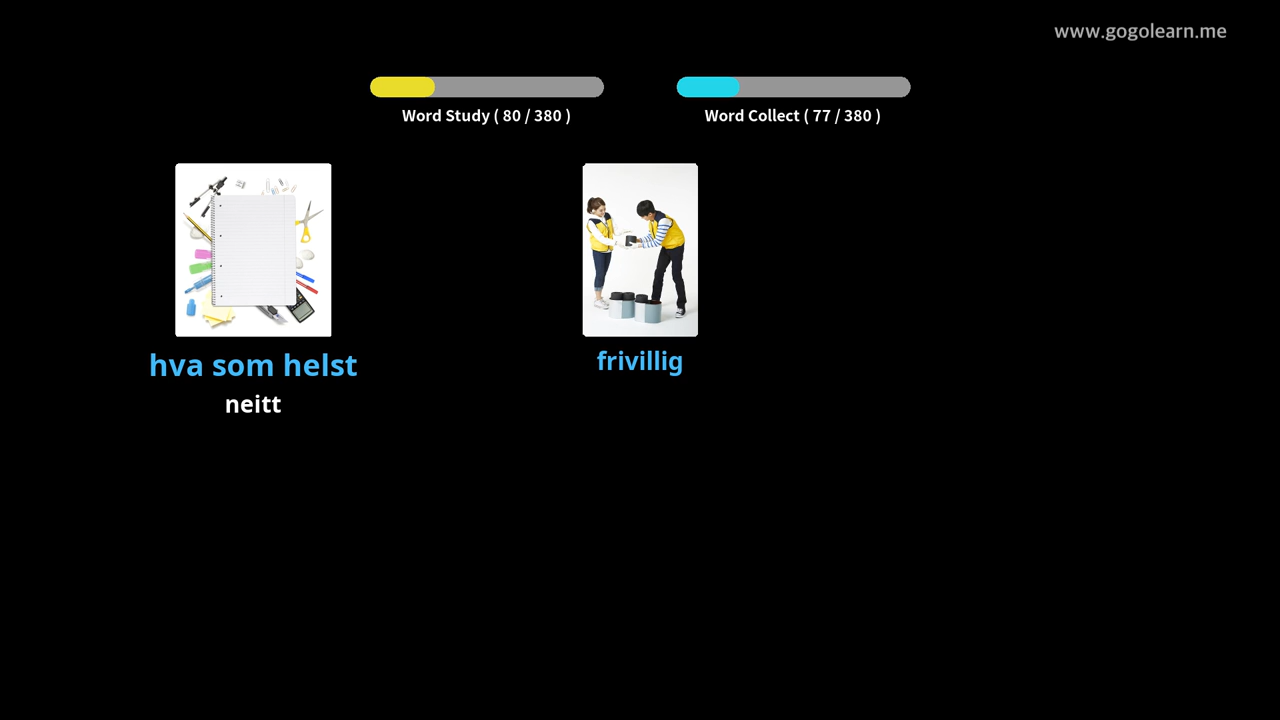 www.gogolearn.me
Word Study ( 80 / 380 )
Word Collect ( 77 / 380 )
hva som helst
frivillig
neitt